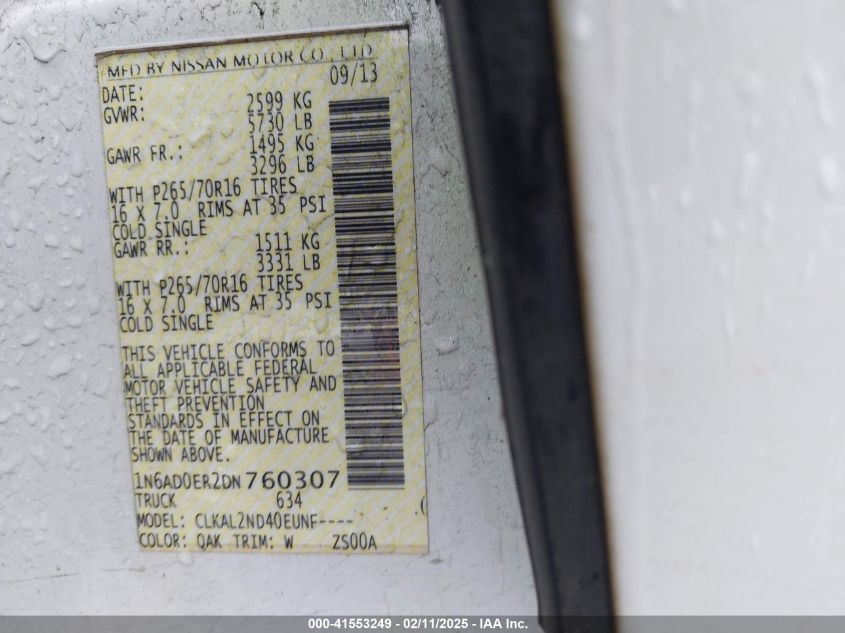 MFD BY NISSAN MOTOR CO., LTD.
DATE: 09/13
GVWR: 2599 KG
5730 LB
GAWR FR.: 1495 KG
3296 LB
WITH P265/70R16 TIRES
16 X 7.0 RIMS AT 35 PSI
COLD SINGLE
GAWR RR.: 1511 KG
3331 LB
WITH P265/70R16 TIRES
16 X 7.0 RIMS AT 35 PSI
COLD SINGLE
THIS VEHICLE CONFORMS TO
ALL APPLICABLE FEDERAL
MOTOR VEHICLE SAFETY AND
THEFT PREVENTION
STANDARDS IN EFFECT ON
THE DATE OF MANUFACTURE
SHOWN ABOVE.
1N6AD0ER2DN760307
TRUCK 634
MODEL: CLKAL2ND40EUNF----
COLOR: QAK TRIM: W ZS00A
000-41553249 - 02/11/2025 - IAA Inc.